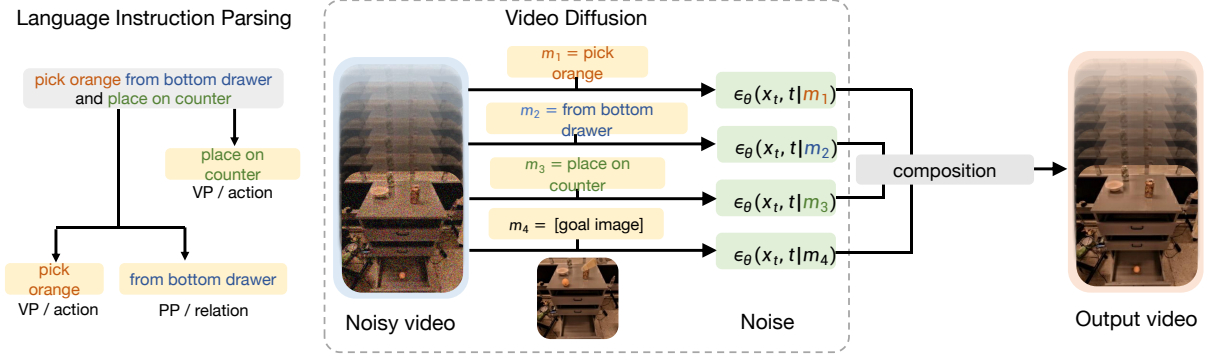 Language Instruction Parsing
pick orange from bottom drawer
and place on counter
place on
counter
VP / action
pick
orange
VP / action
from bottom drawer
PP / relation
Video Diffusion
m₁ = pick
orange
m₂ = from bottom
drawer
m₃ = place on
counter
m₄ = [goal image]
Noisy video
ϵθ(xₜ, t|m₁)
ϵθ(xₜ, t|m₂)
ϵθ(xₜ, t|m₃)
ϵθ(xₜ, t|m₄)
Noise
composition
Output video